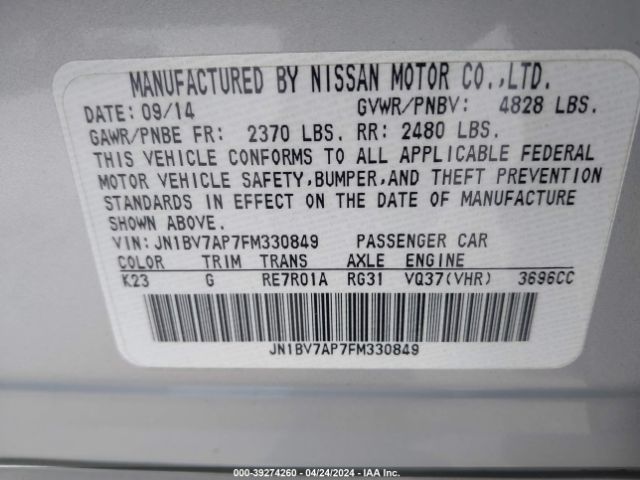 MANUFACTURED BY NISSAN MOTOR CO.,LTD.
DATE: 09/14 GVWR/PNBV: 4828 LBS.
GAWR/PNBE FR: 2370 LBS. RR: 2480 LBS.
THIS VEHICLE CONFORMS TO ALL APPLICABLE FEDERAL
MOTOR VEHICLE SAFETY,BUMPER,AND THEFT PREVENTION
STANDARDS IN EFFECT ON THE DATE OF MANUFACTURE
SHOWN ABOVE.
VIN: JN1BV7AP7FM330849 PASSENGER CAR
COLOR TRIM TRANS AXLE ENGINE
K23 G RE7R01A RG31 VQ37(VHR) 3696CC
JN1BV7AP7FM330849
000-39274260 - 04/24/2024 - IAA Inc.